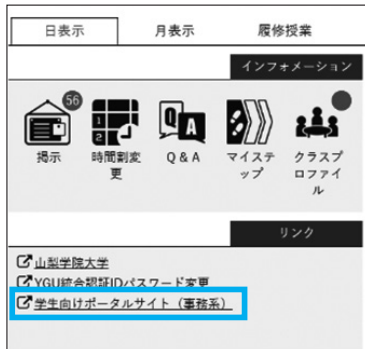 日表示
月表示
履修授業
インフォメーション
56
掲示
時間割変
更
1
2
Q & A
Q
A
マイステ
ップ
クラスプ
ロファイ
ル
リンク
山梨学院大学
YGU統合認証IDパスワード変更
学生向けポータルサイト（事務系）